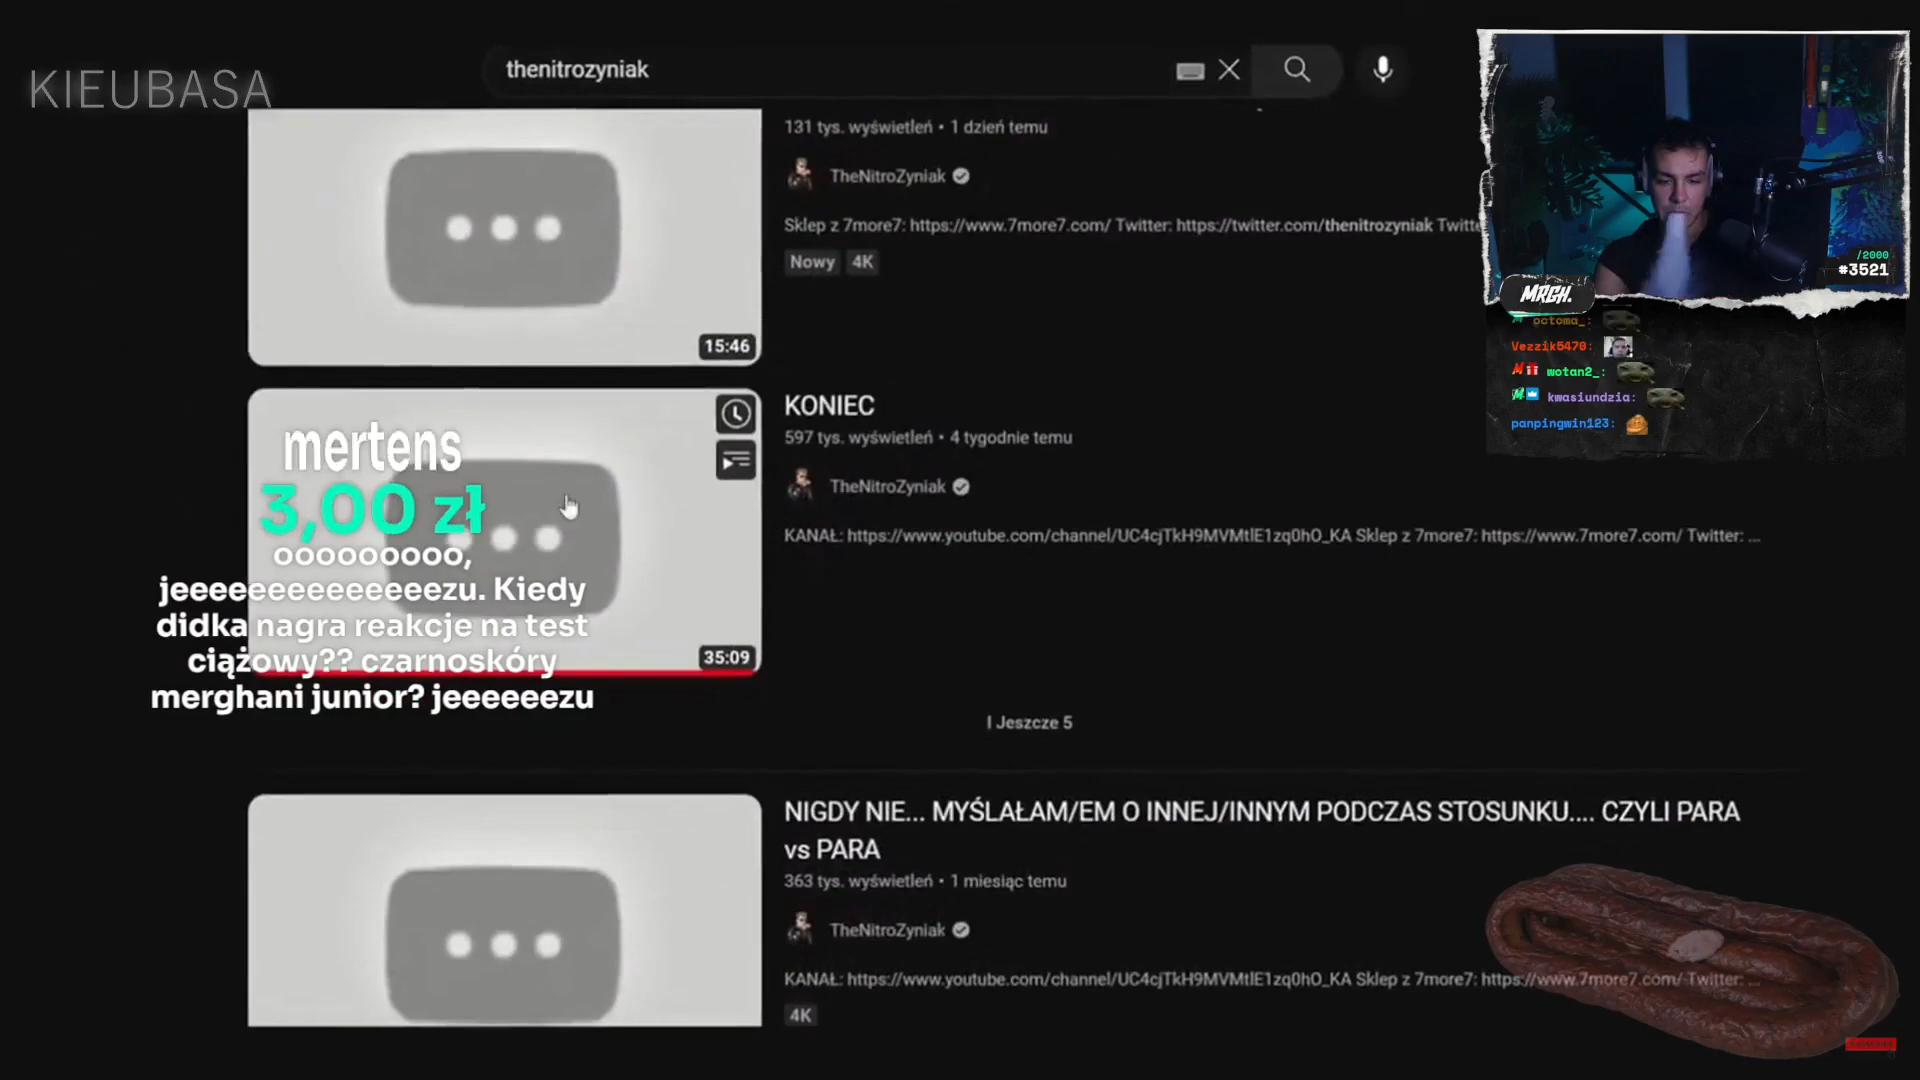 KIEUBASA
thenitrozyniak
131 tys. wyświetleń • 1 dzień temu
TheNitroZyniak
Sklep z 7more7: https://www.7more7.com/ Twitter: https://twitter.com/thenitrozyniak
Nowy 4K
15:46
/2000
#3521
MRGH.
octoma_:
Vezzik5470:
wotan2_:
kwasiundzia:
panpingwin123:
KONIEC
597 tys. wyświetleń • 4 tygodnie temu
TheNitroZyniak
KANAŁ: https://www.youtube.com/channel/UC4cjTkH9MVMtlE1zq0hO_KA Sklep z 7more7: https://www.7more7.com/ Twitter: ...
35:09
mertens
3,00 zł
ooooooooo,
jeeeeeeeeeeeeeezu. Kiedy
didka nagra reakcje na test
ciążowy?? czarnoskóry
merghani junior? jeeeeeezu
I Jeszcze 5
NIGDY NIE... MYŚLAŁAM/EM O INNEJ/INNYM PODCZAS STOSUNKU.... CZYLI PARA
vs PARA
363 tys. wyświetleń • 1 miesiąc temu
TheNitroZyniak
KANAŁ: https://www.youtube.com/channel/UC4cjTkH9MVMtlE1zq0hO_KA Sklep z 7more7: https://www.7more7.com/ Twitter: ...
4K